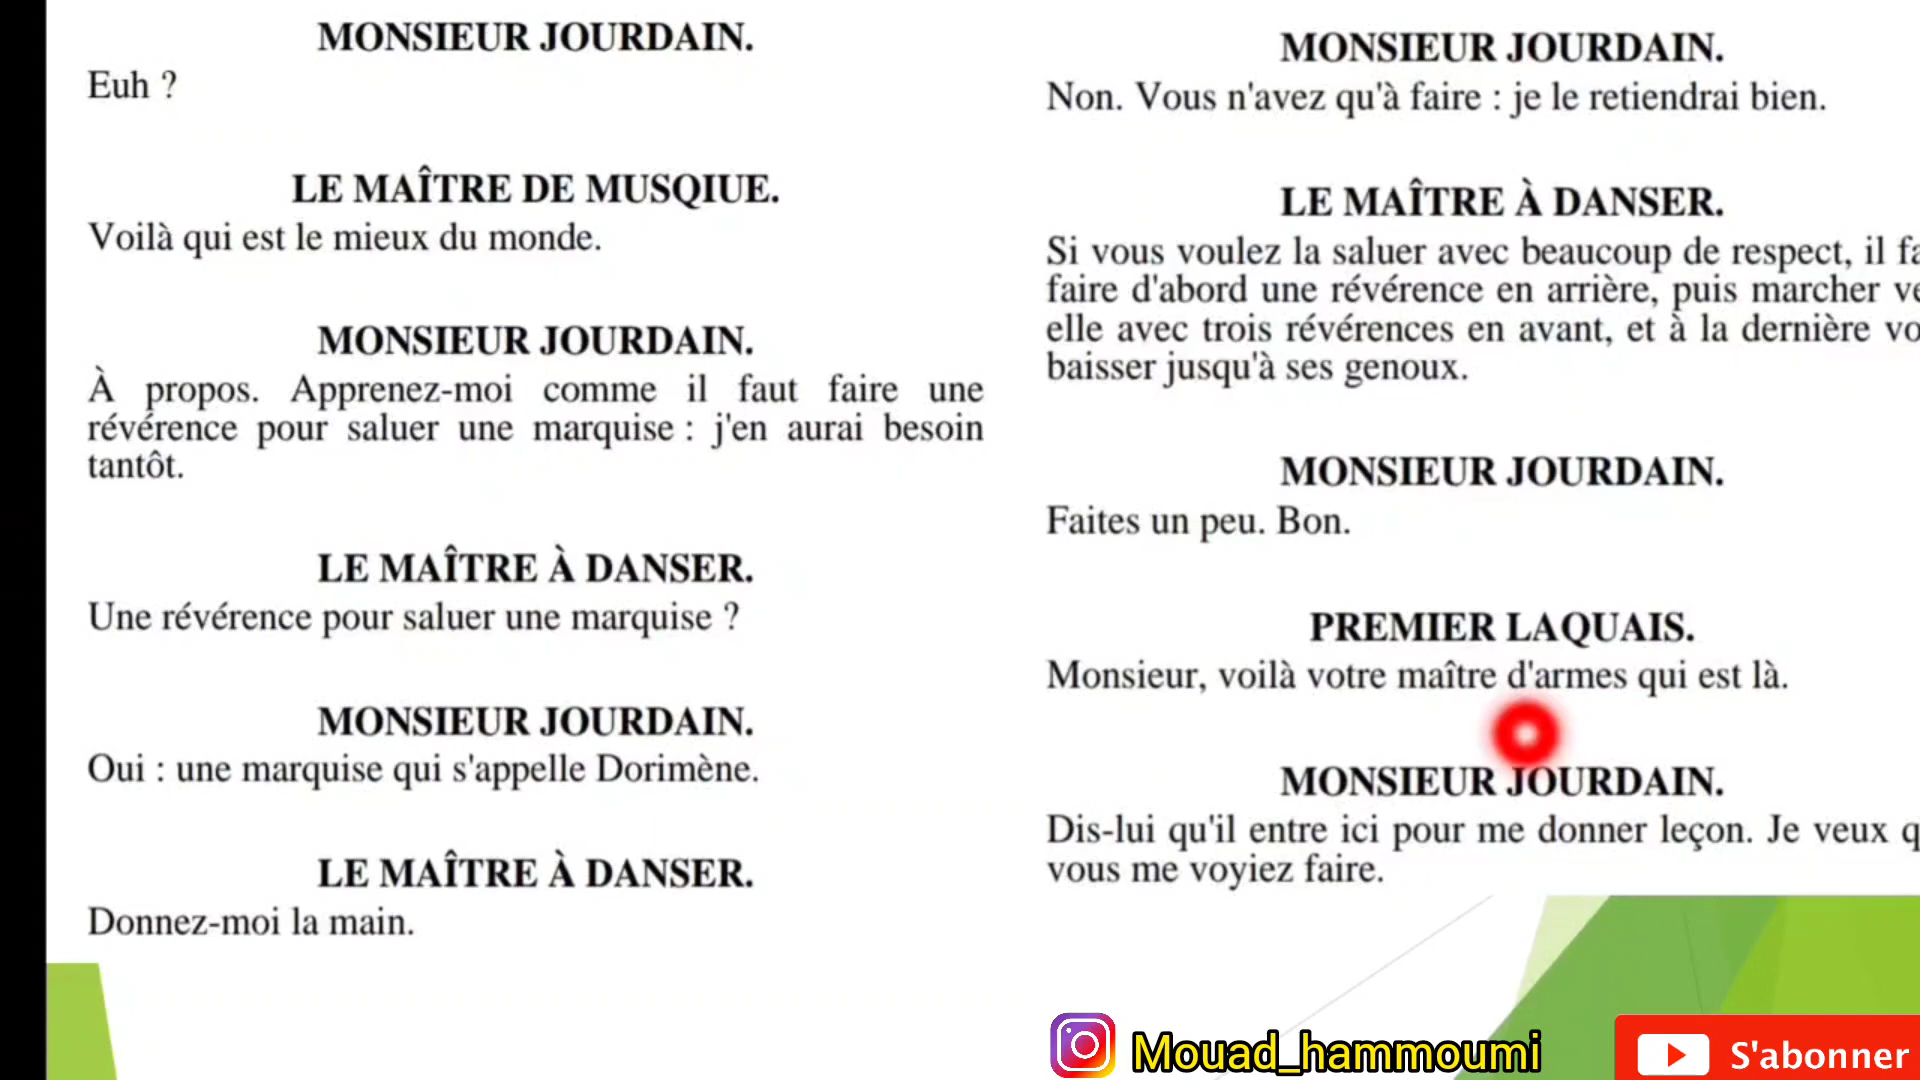 MONSIEUR JOURDAIN.
Euh ?
LE MAÎTRE DE MUSQIUE.
Voilà qui est le mieux du monde.
MONSIEUR JOURDAIN.
À propos. Apprenez-moi comme il faut faire une
révérence pour saluer une marquise : j'en aurai besoin
tantôt.
LE MAÎTRE À DANSER.
Une révérence pour saluer une marquise ?
MONSIEUR JOURDAIN.
Oui : une marquise qui s'appelle Dorimène.
LE MAÎTRE À DANSER.
Donnez-moi la main.
MONSIEUR JOURDAIN.
Non. Vous n'avez qu'à faire : je le retiendrai bien.
LE MAÎTRE À DANSER.
Si vous voulez la saluer avec beaucoup de respect, il
faire d'abord une révérence en arrière, puis marcher
elle avec trois révérences en avant, et à la dernière
baisser jusqu'à ses genoux.
MONSIEUR JOURDAIN.
Faites un peu. Bon.
PREMIER LAQUAIS.
Monsieur, voilà votre maître d'armes qui est là.
MONSIEUR JOURDAIN.
Dis-lui qu'il entre ici pour me donner leçon. Je veux
vous me voyiez faire.
Mouad_hammoumi
S'abonner